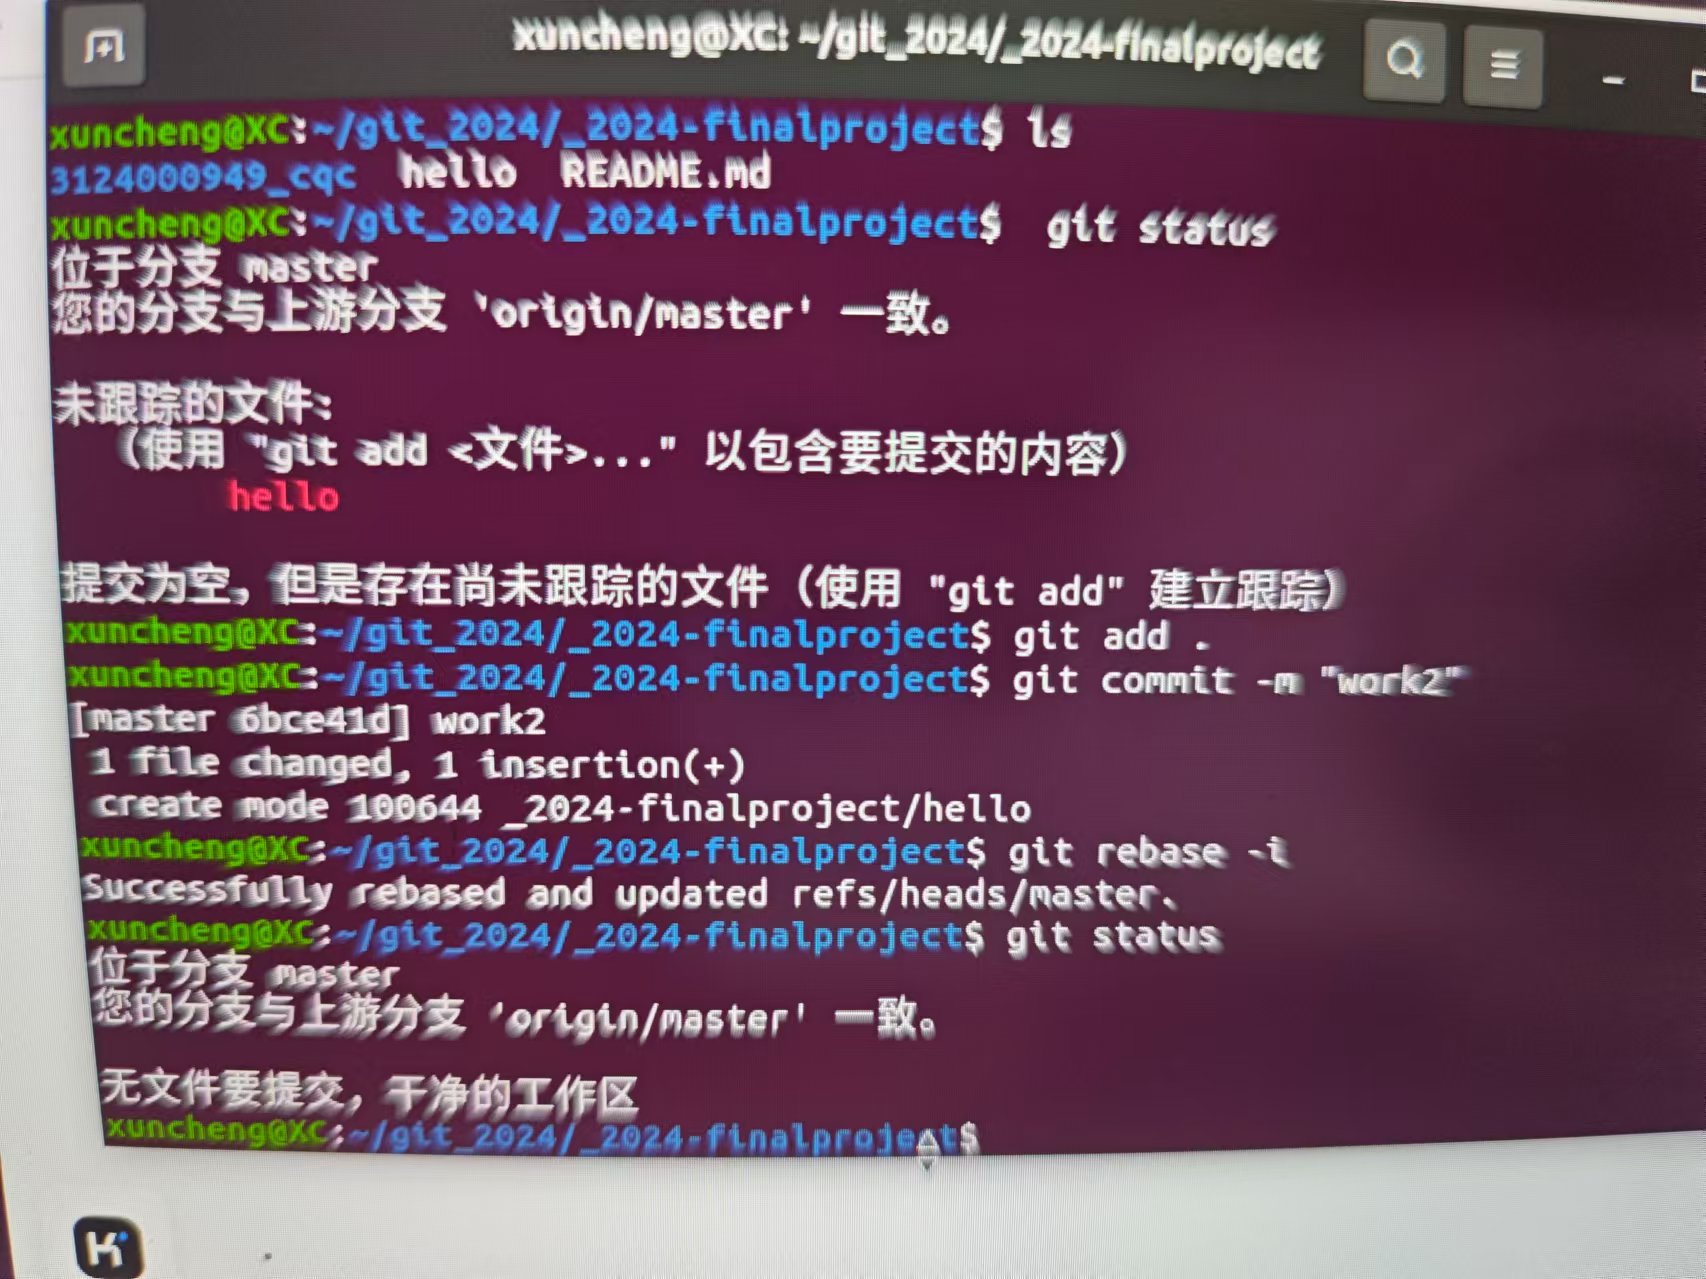 xuncheng@XC: ~/git_2024/_2024-finalproject
xuncheng@XC:~/git_2024/_2024-finalproject$ ls
3124000949_cqc hello README.md
xuncheng@XC:~/git_2024/_2024-finalproject$ git status
位于分支 master
您的分支与上游分支 'origin/master' 一致。
未跟踪的文件:
（使用 "git add <文件>..." 以包含要提交的内容）
hello
提交为空，但是存在尚未跟踪的文件（使用 "git add" 建立跟踪）
xuncheng@XC:~/git_2024/_2024-finalproject$ git add .
xuncheng@XC:~/git_2024/_2024-finalproject$ git commit -m "work2"
[master 6bce41d] work2
1 file changed, 1 insertion(+)
create mode 100644 _2024-finalproject/hello
xuncheng@XC:~/git_2024/_2024-finalproject$ git rebase -i
Successfully rebased and updated refs/heads/master.
xuncheng@XC:~/git_2024/_2024-finalproject$ git status
位于分支 master
您的分支与上游分支 'origin/master' 一致。
无文件要提交，干净的工作区
xuncheng@XC:~/git_2024/_2024-finalproject$
K